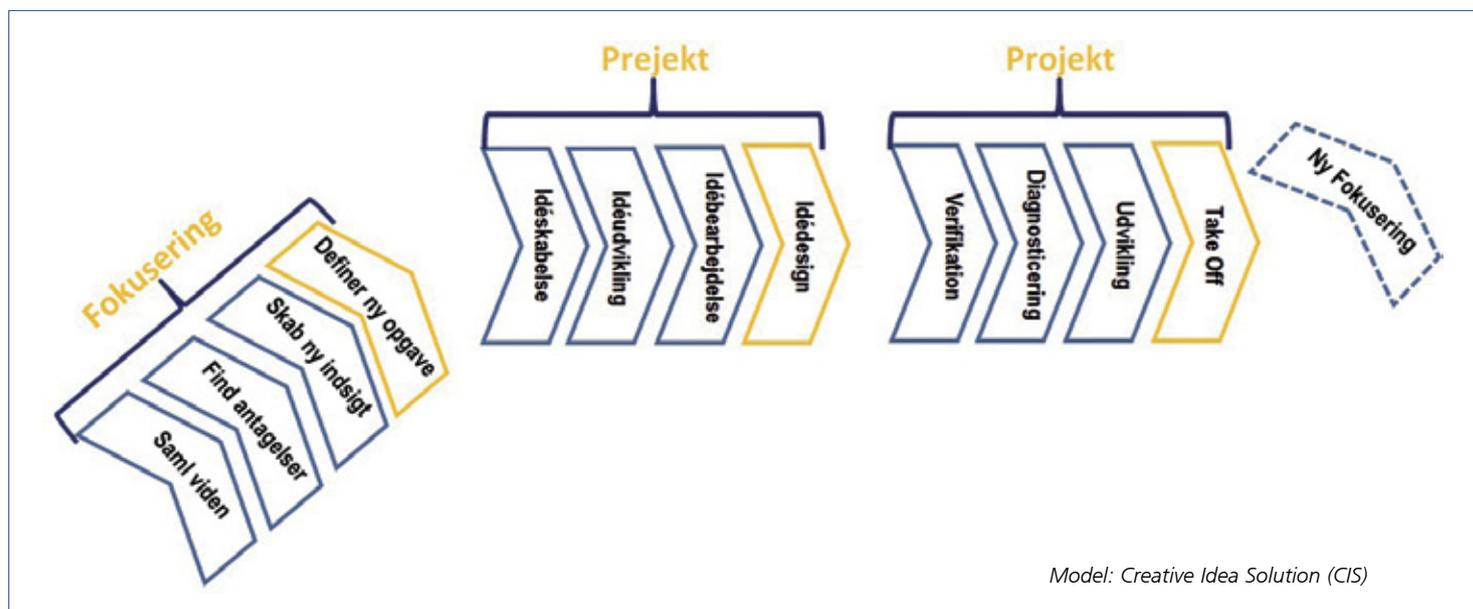 Fokusering
Saml viden
Find antagelser
Skab ny indsigt
Definer ny opgave
Prejekt
Idéskabelse
Idéudvikling
Idébearbejdelse
Idédesign
Projekt
Verifikation
Diagnosticering
Udvikling
Take Off
Ny Fokusering
Model: Creative Idea Solution (CIS)